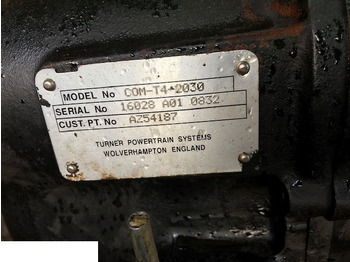 MODEL No COM-T4-2030
SERIAL No 16028 A01 0832
CUST. PT. No AZ54187
TURNER POWERTRAIN SYSTEMS
WOLVERHAMPTON ENGLAND